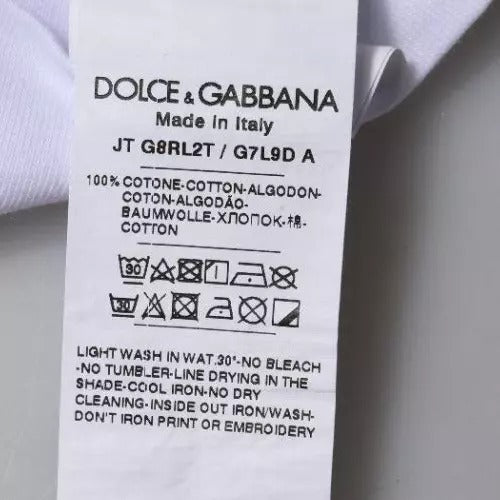 DOLCE & GABBANA
Made in Italy
JT G8RL2T / G7L9D A
100% COTONE-COTTON-ALGODON-
COTON-ALGODÃO-
BAUMWOLLE-ХЛОПОК-棉-
COTTON
30
30
LIGHT WASH IN WAT.30°-NO BLEACH
-NO TUMBLER-LINE DRYING IN THE
SHADE-COOL IRON-NO DRY
CLEANING-INSIDE OUT IRON/WASH-
DON'T IRON PRINT OR EMBROIDERY